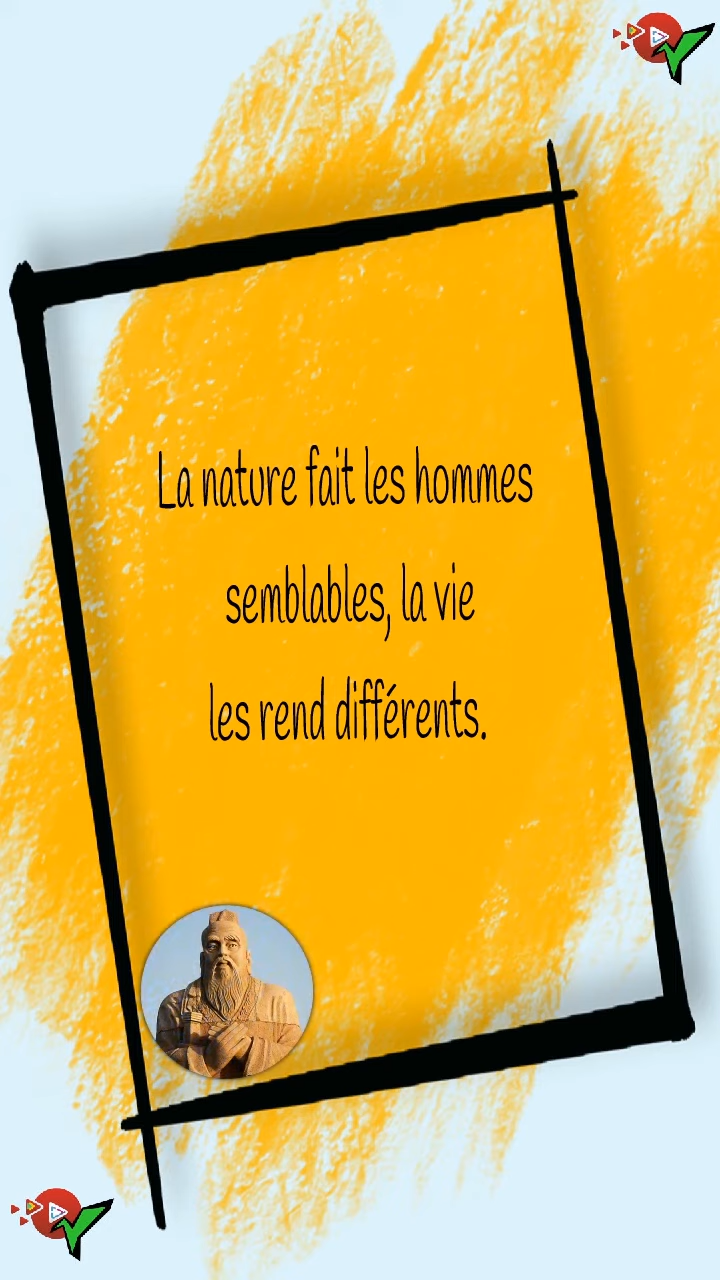 La nature fait les hommes
semblables, la vie
les rend différents.